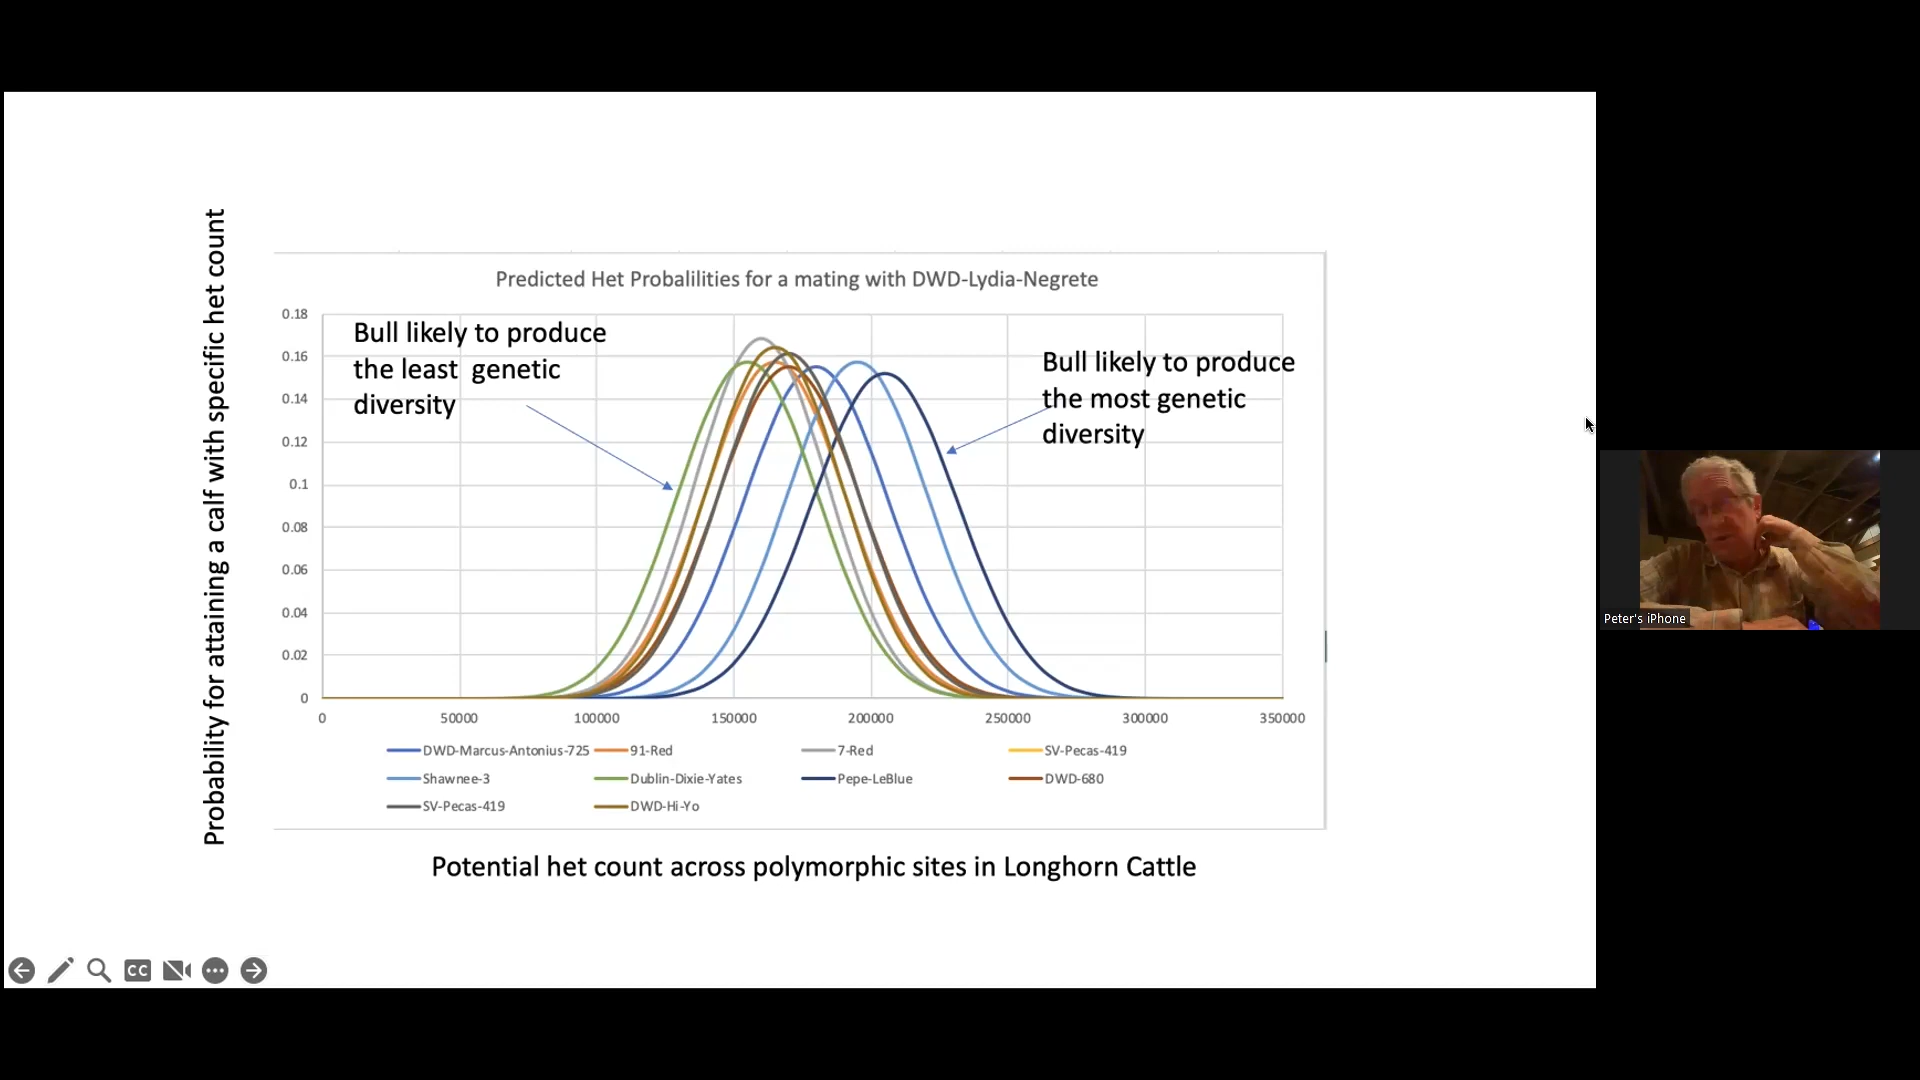 Predicted Het Probalilities for a mating with DWD-Lydia-Negrete
Probability for attaining a calf with specific het count
0.18
0.16
0.14
0.12
0.1
0.08
0.06
0.04
0.02
0
Bull likely to produce
the least genetic
diversity
Bull likely to produce
the most genetic
diversity
0 50000 100000 150000 200000 250000 300000 350000
DWD-Marcus-Antonius-725 91-Red 7-Red SV-Pecas-419
Shawnee-3 Dublin-Dixie-Yates Pepe-LeBlue DWD-680
SV-Pecas-419 DWD-Hi-Yo
Potential het count across polymorphic sites in Longhorn Cattle
CC
Peter's iPhone